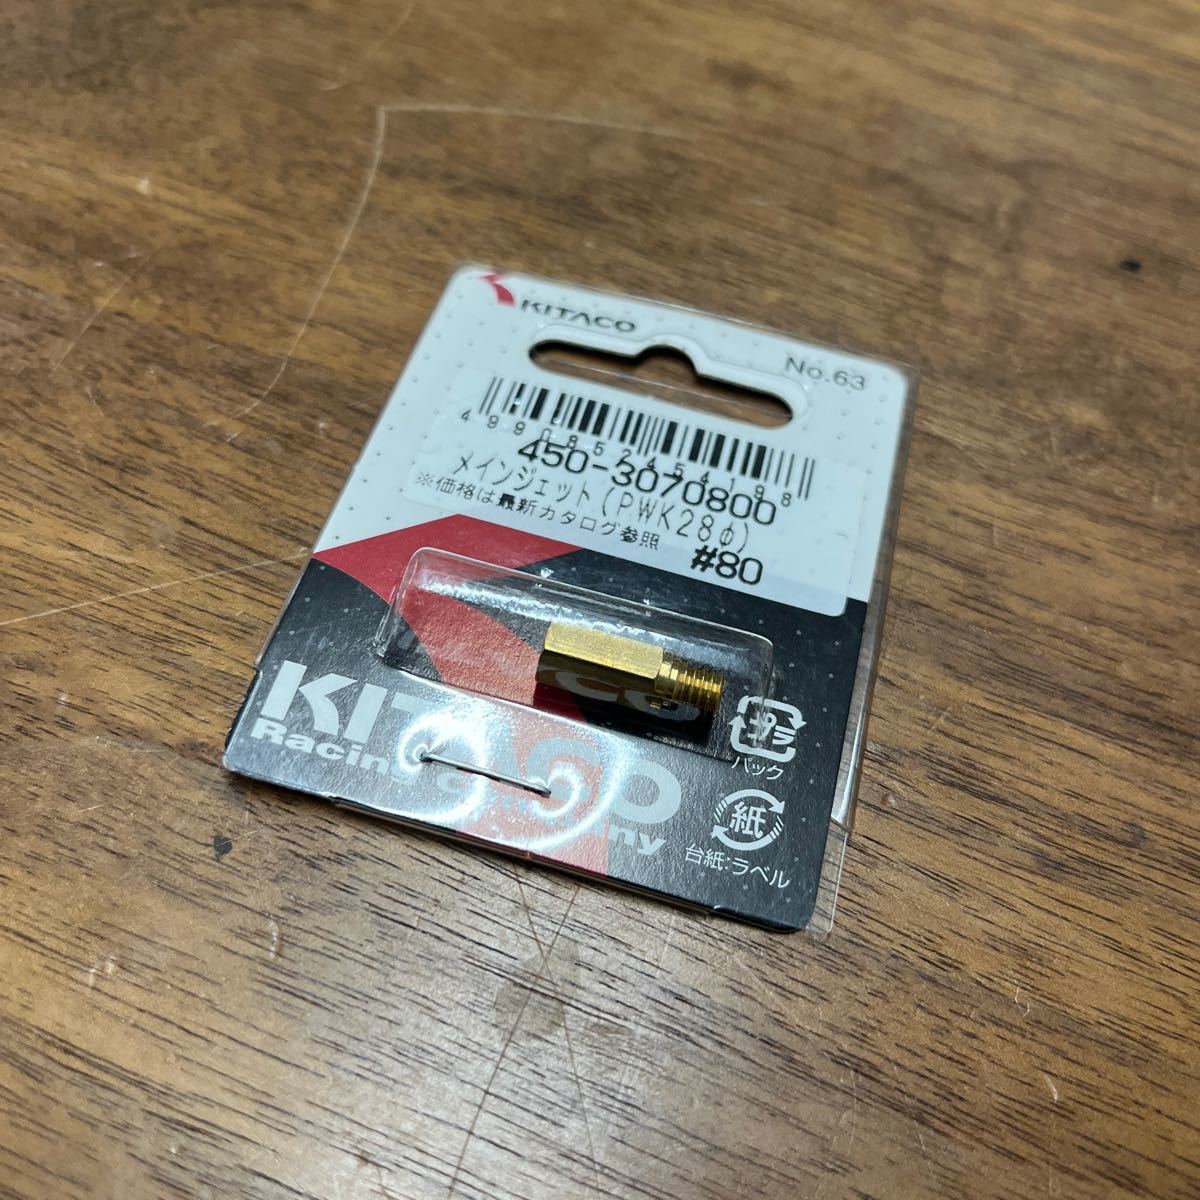 KITACO
No.63
4990852454198
450-3070800
メインジェット(PWK28φ)
※価格は最新カタログ参照
#80
KITACO
Racing Company
プラ
パック
紙
台紙:ラベル